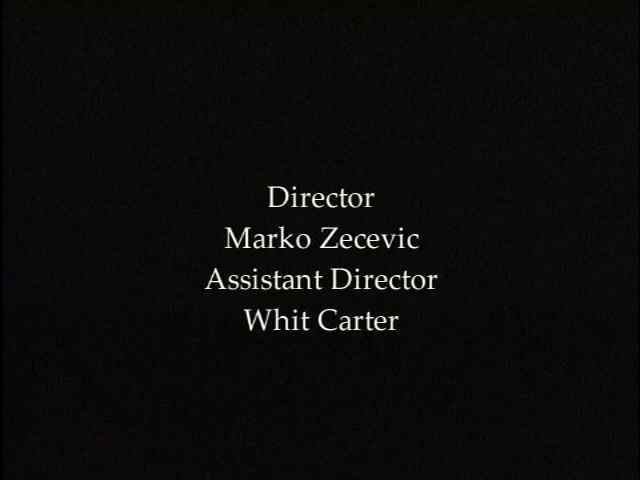 Director
Marko Zecevic
Assistant Director
Whit Carter